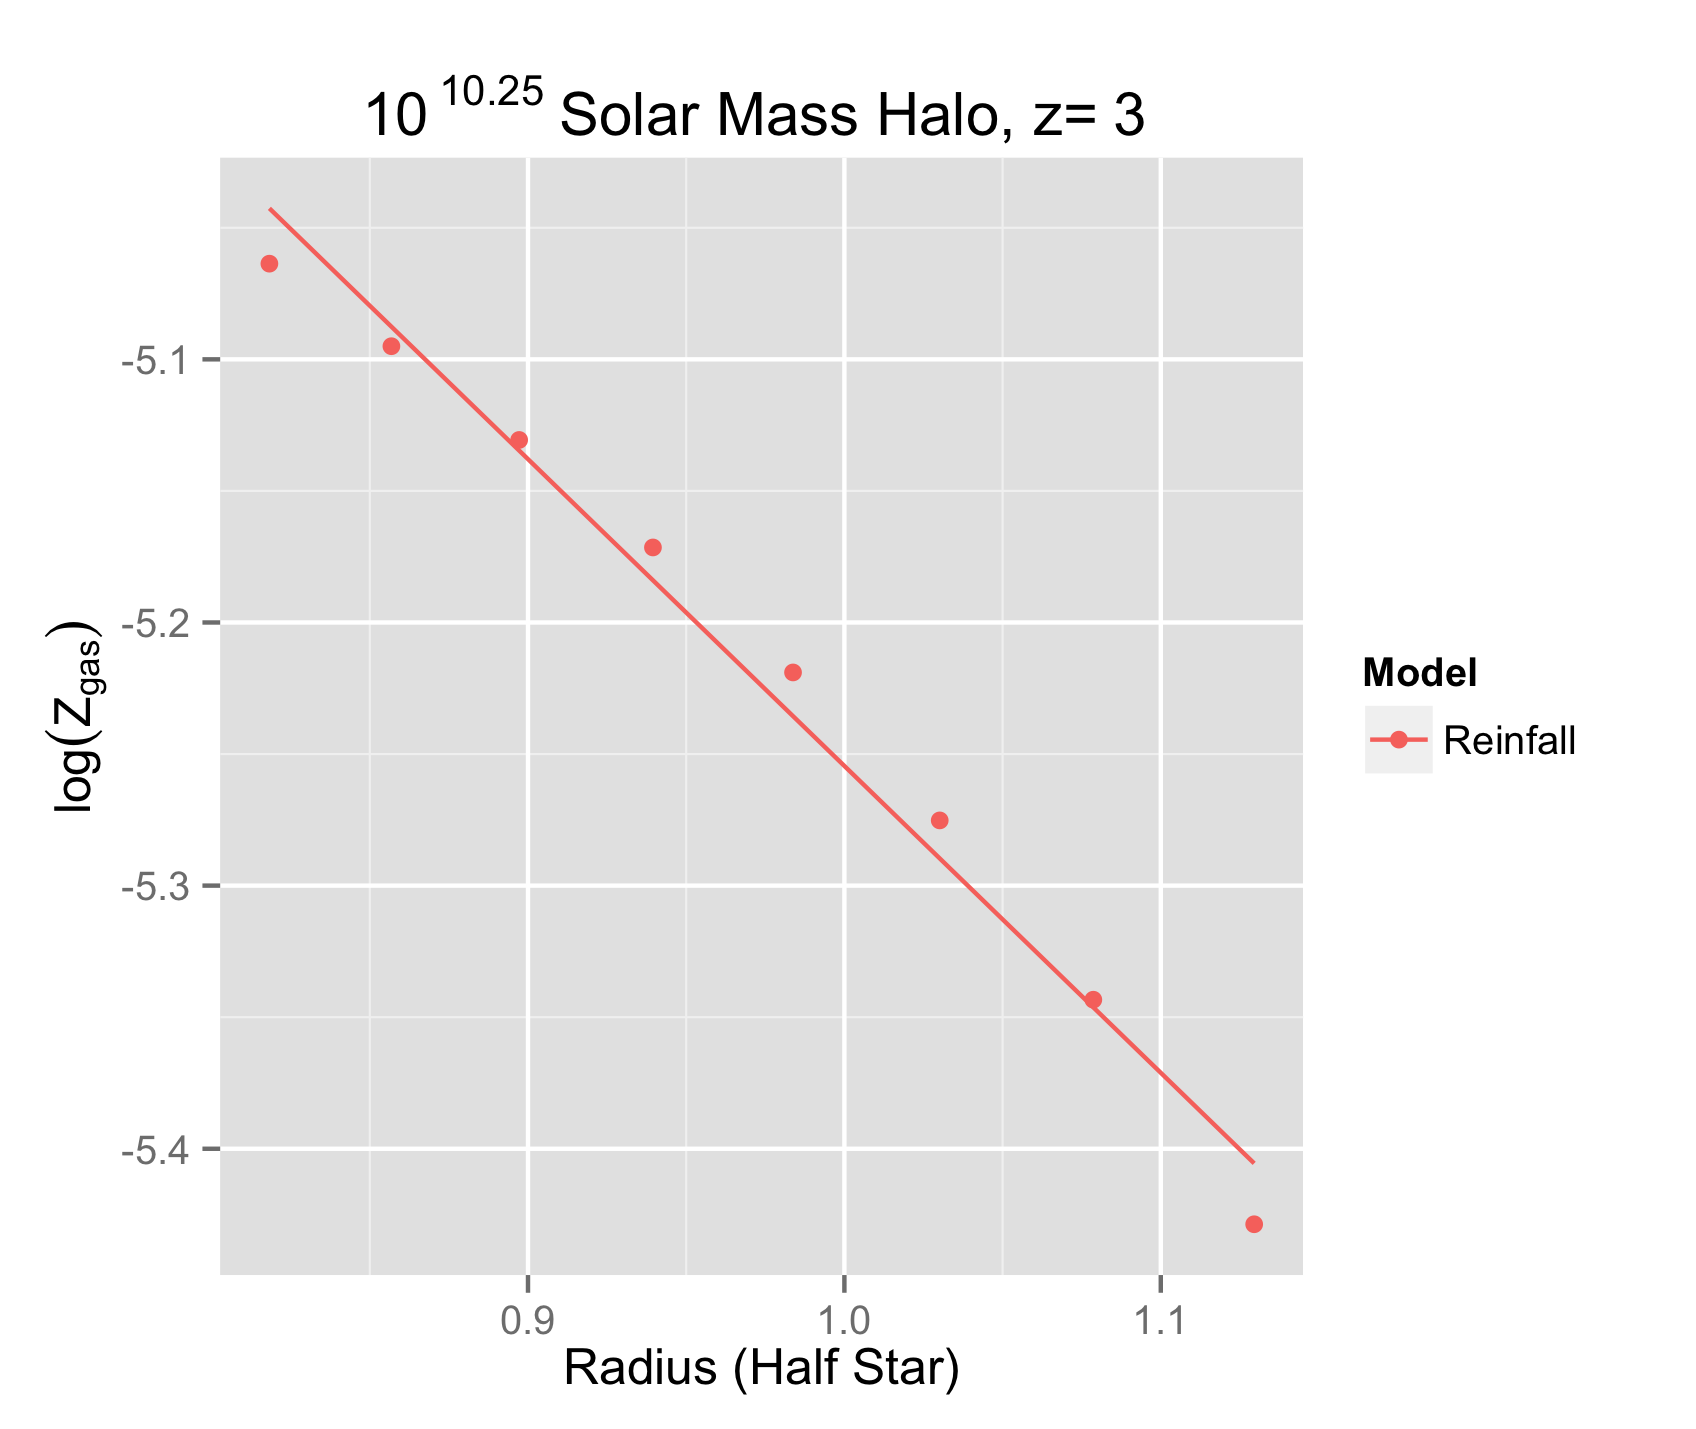 10 10.25 Solar Mass Halo, z= 3
-5.1
-5.2
-5.3
-5.4
log(Zgas)
0.9 1.0 1.1
Radius (Half Star)
Model
Reinfall